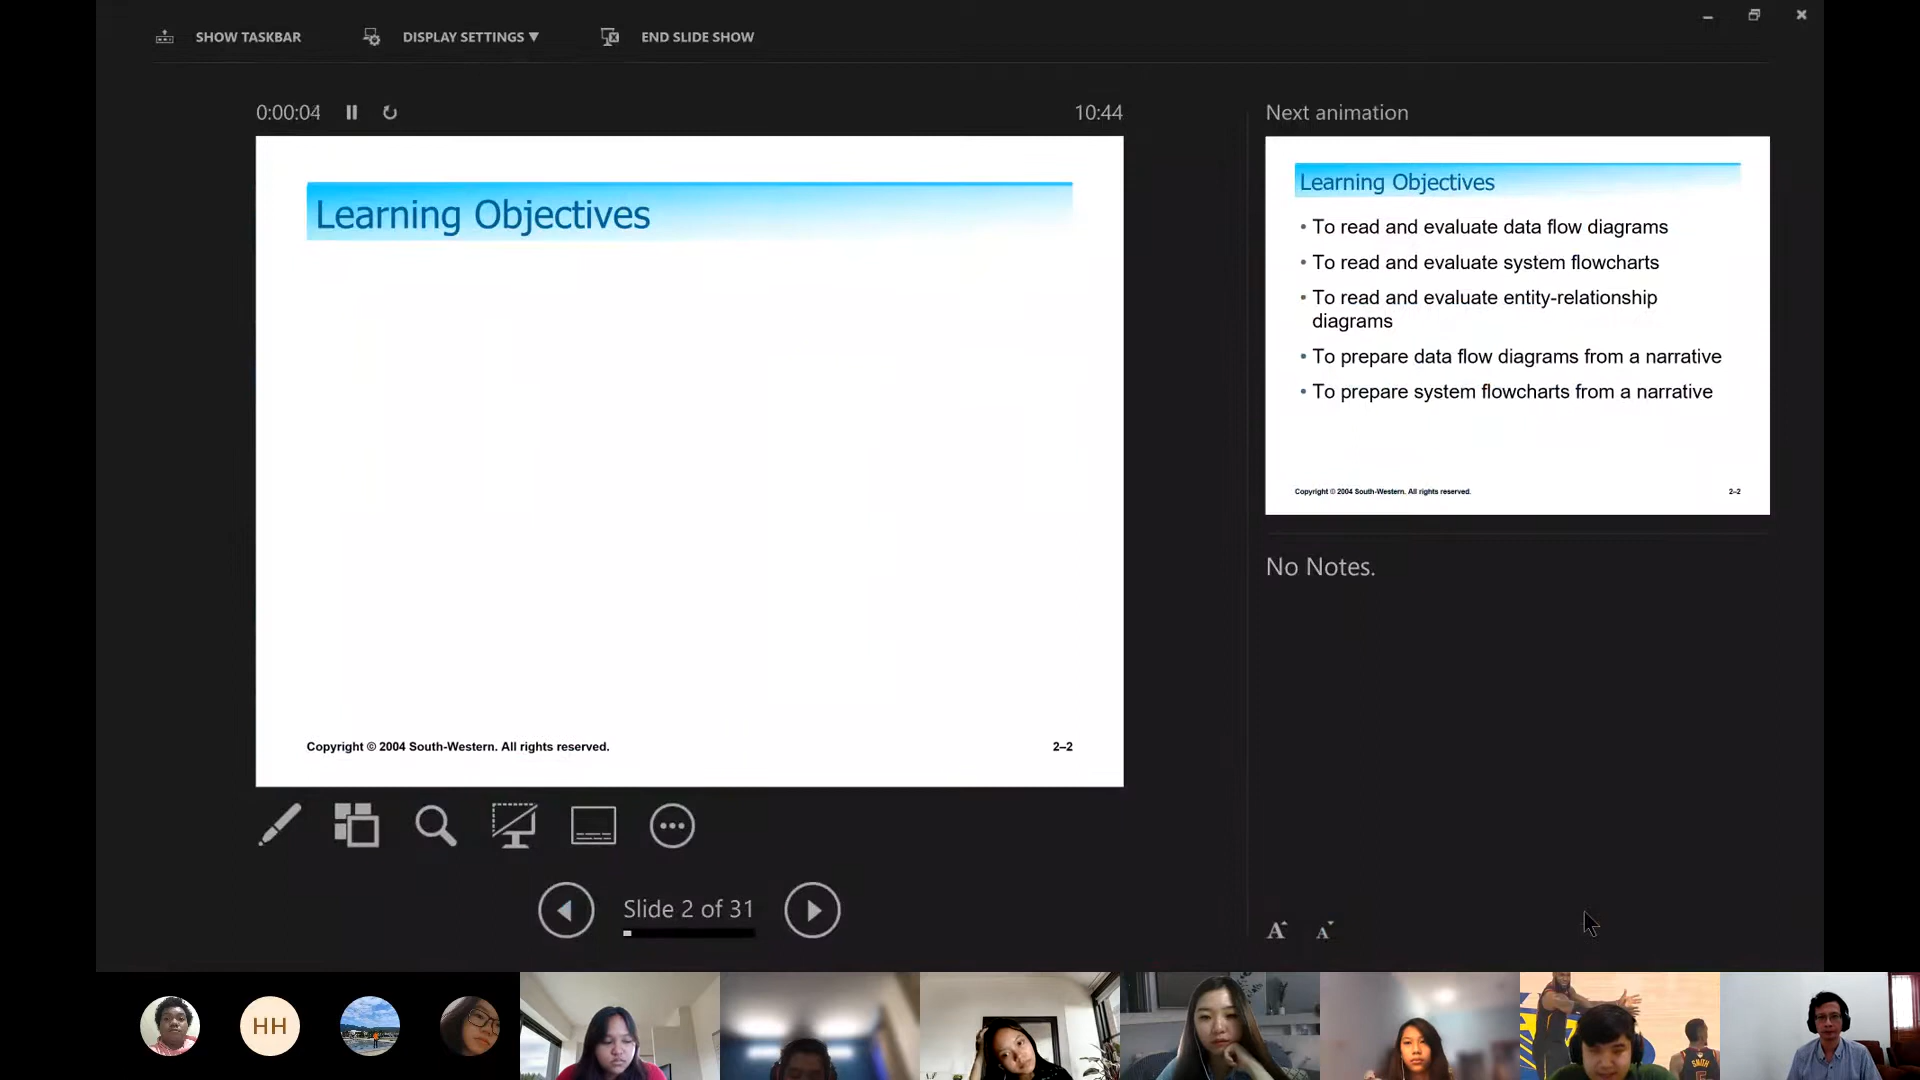 SHOW TASKBAR
DISPLAY SETTINGS ▼
END SLIDE SHOW
0:00:04
10:44
Learning Objectives
Copyright © 2004 South-Western. All rights reserved.
2–2
Slide 2 of 31
Next animation
Learning Objectives
• To read and evaluate data flow diagrams
• To read and evaluate system flowcharts
• To read and evaluate entity-relationship
diagrams
• To prepare data flow diagrams from a narrative
• To prepare system flowcharts from a narrative
Copyright © 2004 South-Western. All rights reserved.
2–2
No Notes.
A A
HH
SMITH